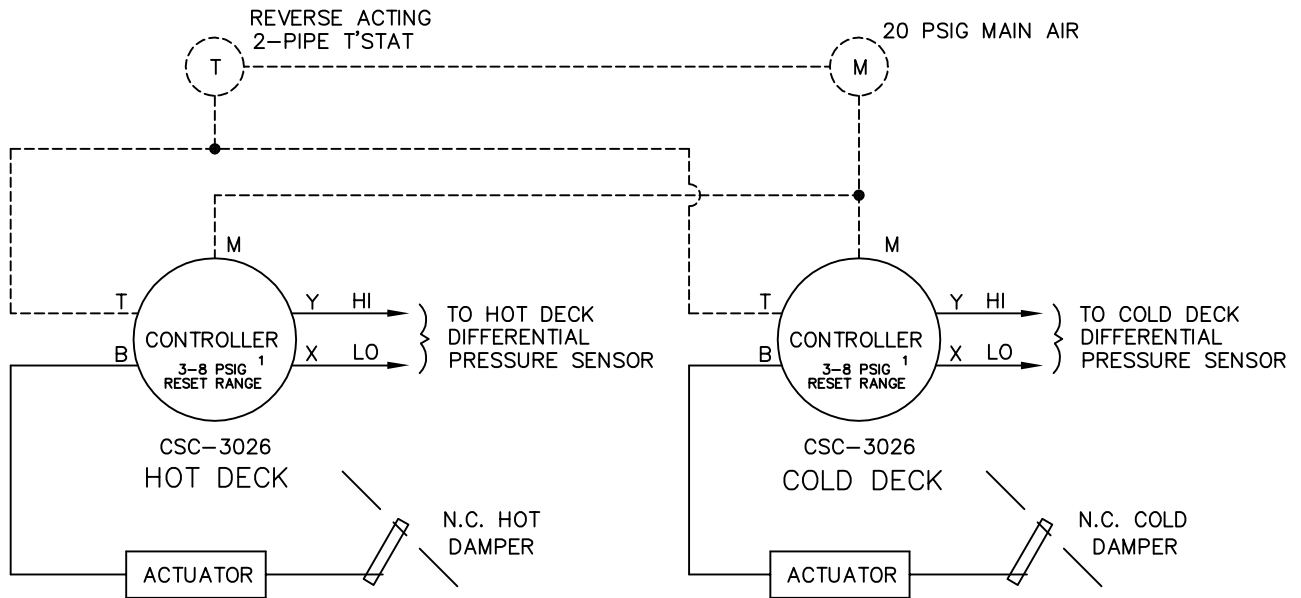 REVERSE ACTING
2-PIPE T'STAT
20 PSIG MAIN AIR
T
M
M
M
T
Y HI
B
X LO
CONTROLLER
3-8 PSIG 1
RESET RANGE
TO HOT DECK
DIFFERENTIAL
PRESSURE SENSOR
T
Y HI
B
X LO
CONTROLLER
3-8 PSIG 1
RESET RANGE
TO COLD DECK
DIFFERENTIAL
PRESSURE SENSOR
CSC-3026
HOT DECK
CSC-3026
COLD DECK
N.C. HOT
DAMPER
N.C. COLD
DAMPER
ACTUATOR
ACTUATOR